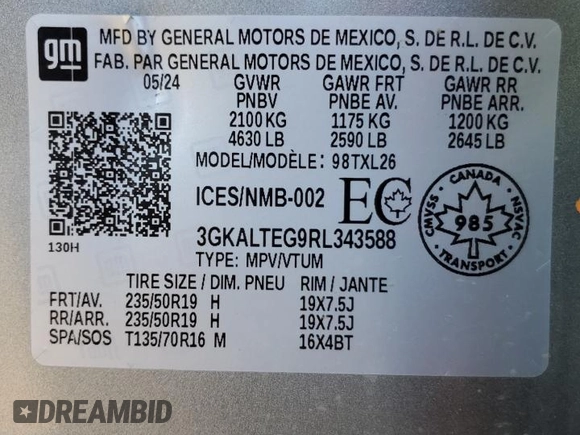 gm
MFD BY GENERAL MOTORS DE MEXICO, S. DE R.L. DE C.V.
FAB. PAR GENERAL MOTORS DE MEXICO, S. DE R.L. DE C.V.
05/24 GVWR GAWR FRT GAWR RR
PNBV PNBE AV. PNBE ARR.
2100 KG 1175 KG 1200 KG
4630 LB 2590 LB 2645 LB
MODEL/MODÈLE: 98TXL26
ICES/NMB-002 EC
CANADA
CMVSS 985 NSVAC
TRANSPORT
3GKALTEG9RL343588
130H
TYPE: MPV/VTUM
TIRE SIZE / DIM. PNEU RIM / JANTE
FRT/AV. 235/50R19 H 19X7.5J
RR/ARR. 235/50R19 H 19X7.5J
SPA/SOS T135/70R16 M 16X4BT
DREAMBID